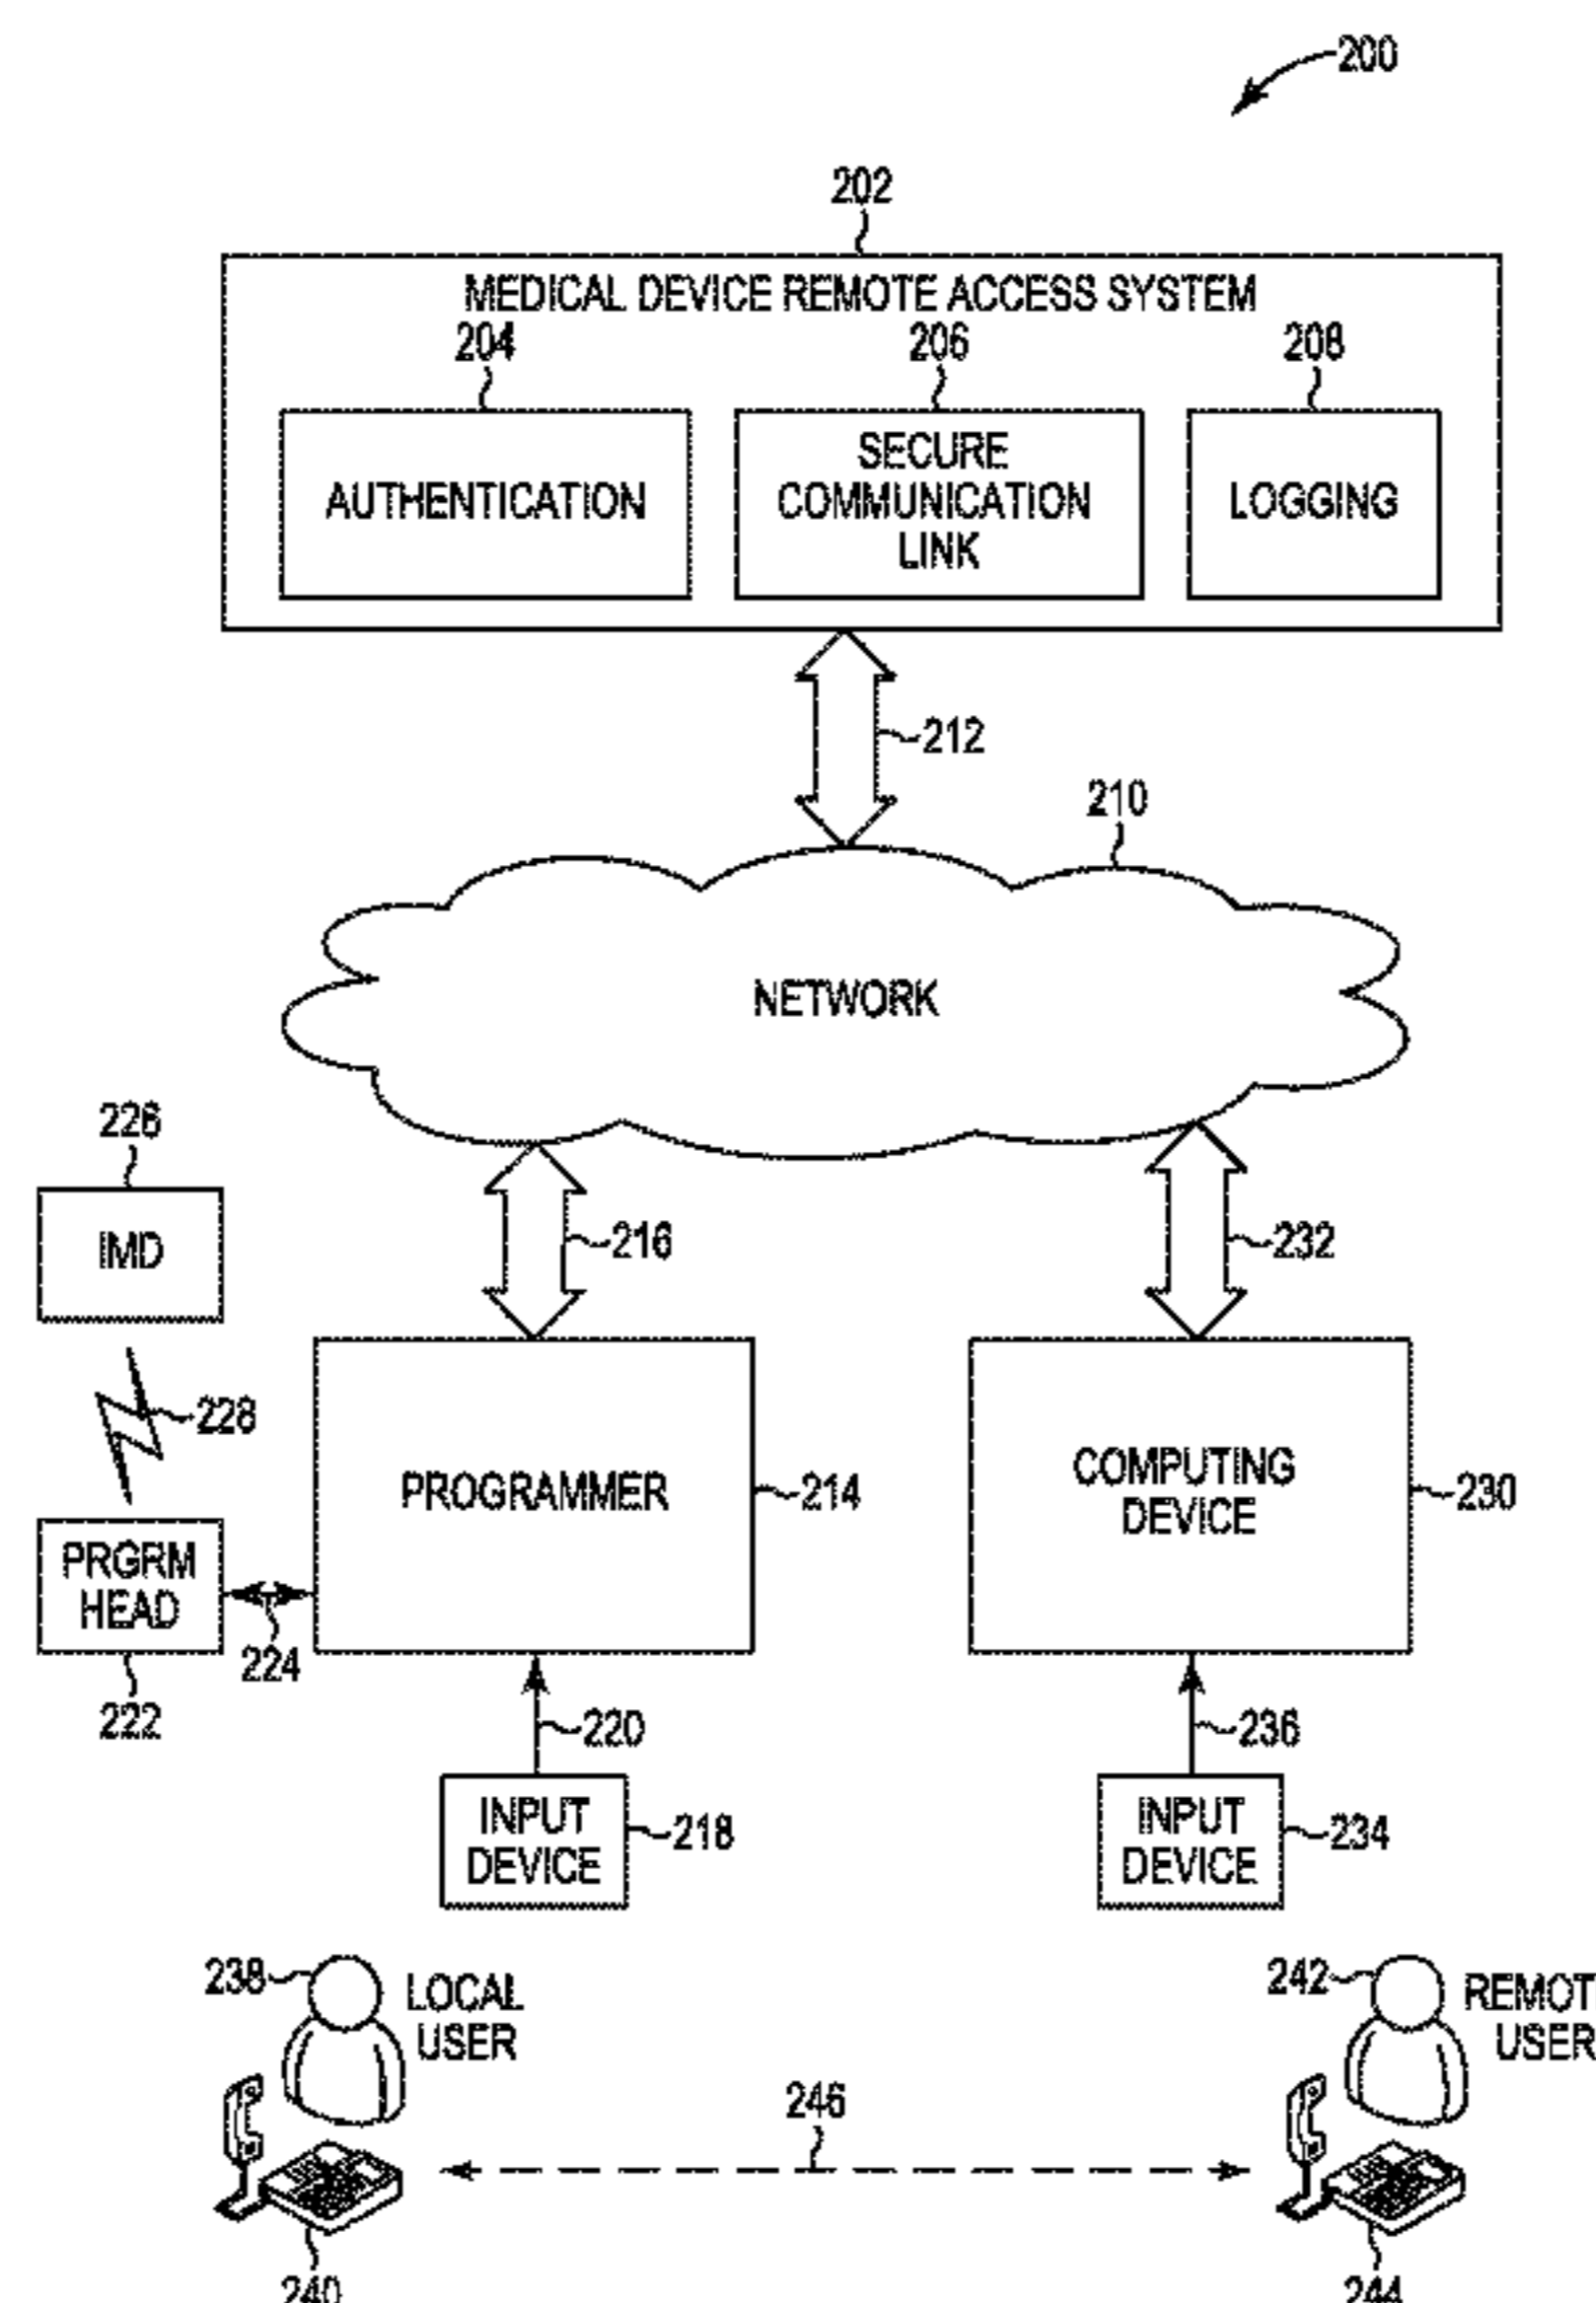 200
202
MEDICAL DEVICE REMOTE ACCESS SYSTEM
204
206
208
AUTHENTICATION
SECURE
COMMUNICATION
LINK
LOGGING
212
210
NETWORK
226
IMD
216
232
228
PROGRAMMER
214
COMPUTING
DEVICE
230
PRGRM
HEAD
224
222
220
236
INPUT
DEVICE
218
INPUT
DEVICE
234
238
LOCAL
USER
242
REMOT
USER
246
240
244